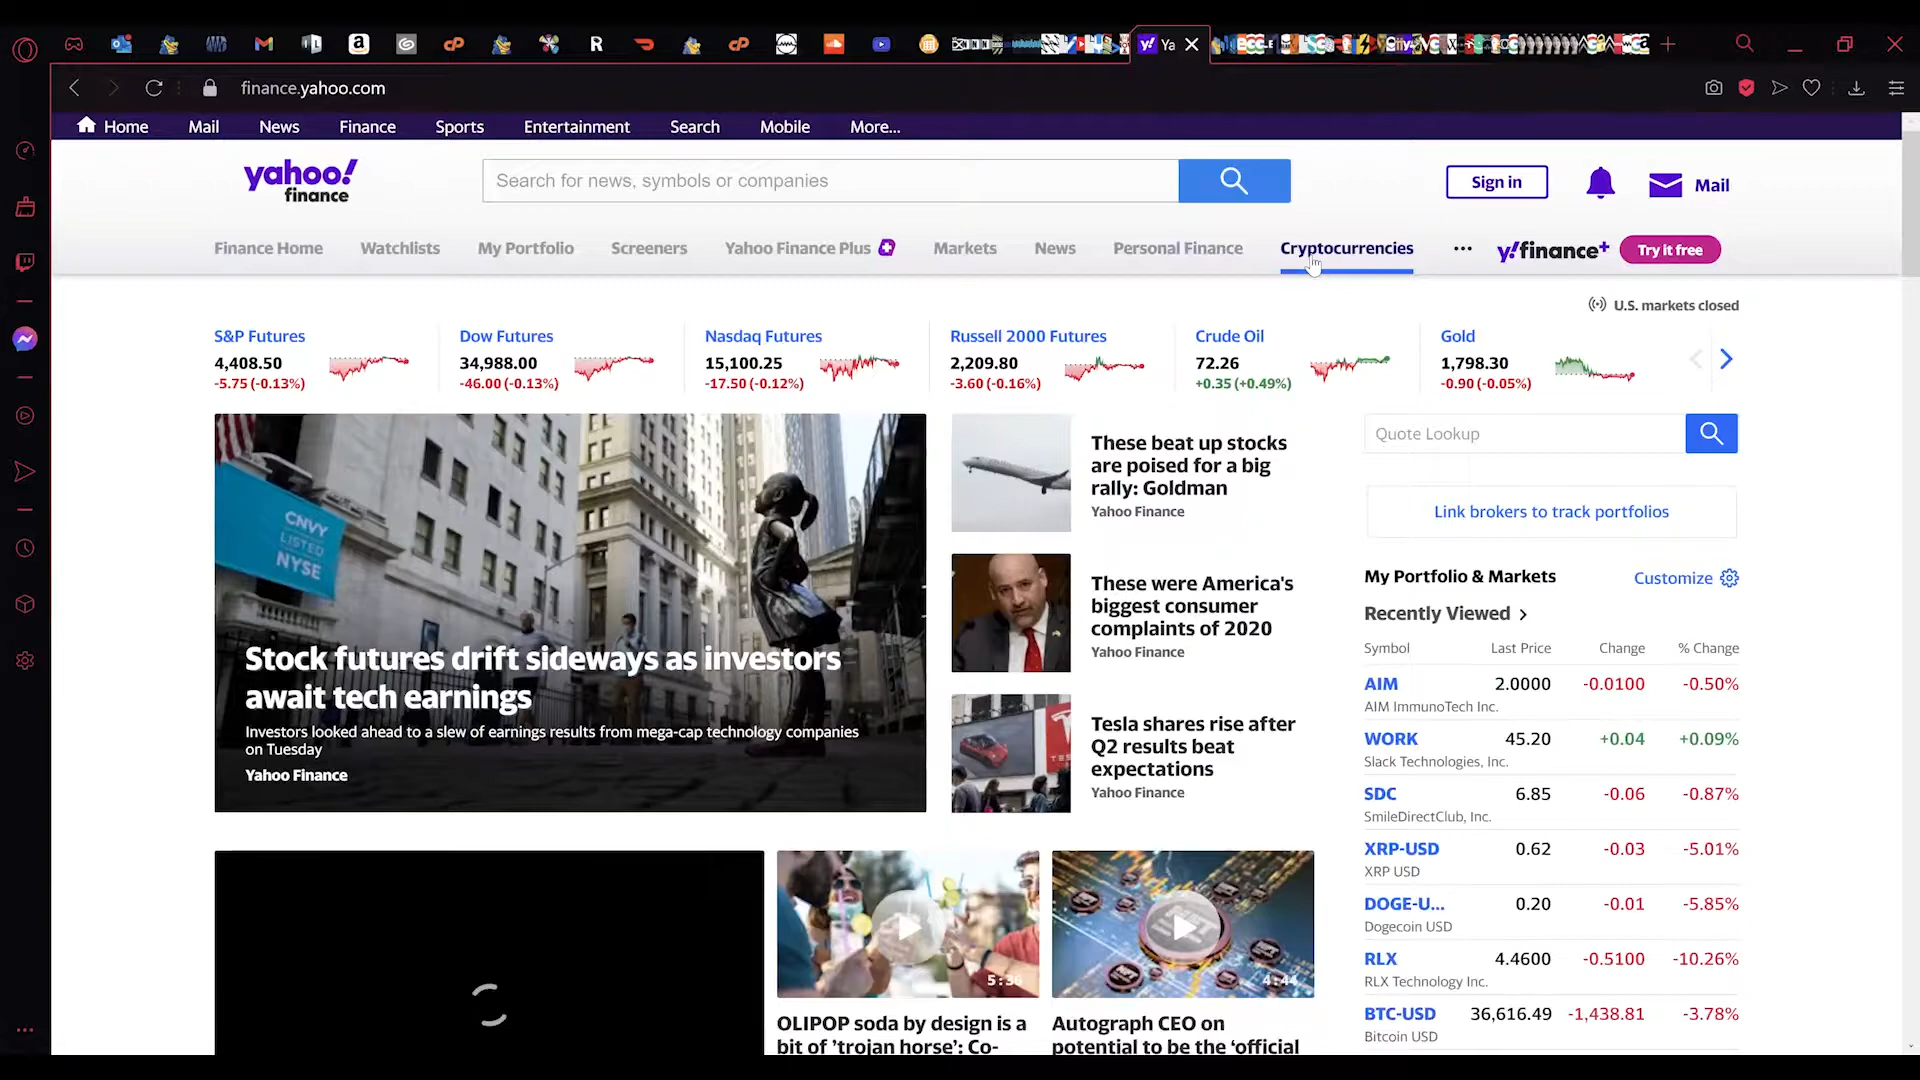 Ya
finance.yahoo.com
Home Mail News Finance Sports Entertainment Search Mobile More...
yahoo!
finance
Search for news, symbols or companies
Sign in
Mail
Finance Home Watchlists My Portfolio Screeners Yahoo Finance Plus Markets News Personal Finance Cryptocurrencies ... y!finance+ Try it free
U.S. markets closed
S&P Futures
4,408.50
-5.75 (-0.13%)
Dow Futures
34,988.00
-46.00 (-0.13%)
Nasdaq Futures
15,100.25
-17.50 (-0.12%)
Russell 2000 Futures
2,209.80
-3.60 (-0.16%)
Crude Oil
72.26
+0.35 (+0.49%)
Gold
1,798.30
-0.90 (-0.05%)
CNVY
LISTED
NYSE
Stock futures drift sideways as investors
await tech earnings
Investors looked ahead to a slew of earnings results from mega-cap technology companies
on Tuesday
Yahoo Finance
These beat up stocks
are poised for a big
rally: Goldman
Yahoo Finance
These were America's
biggest consumer
complaints of 2020
Yahoo Finance
Tesla shares rise after
Q2 results beat
expectations
Yahoo Finance
Quote Lookup
Link brokers to track portfolios
My Portfolio & Markets
Customize
Recently Viewed
Symbol Last Price Change % Change
AIM 2.0000 -0.0100 -0.50%
AIM ImmunoTech Inc.
WORK 45.20 +0.04 +0.09%
Slack Technologies, Inc.
SDC 6.85 -0.06 -0.87%
SmileDirectClub, Inc.
XRP-USD 0.62 -0.03 -5.01%
XRP USD
DOGE-U... 0.20 -0.01 -5.85%
Dogecoin USD
RLX 4.4600 -0.5100 -10.26%
RLX Technology Inc.
BTC-USD 36,616.49 -1,438.81 -3.78%
Bitcoin USD
4:44
OLIPOP soda by design is a
bit of 'trojan horse': Co-
Autograph CEO on
potential to be the 'official